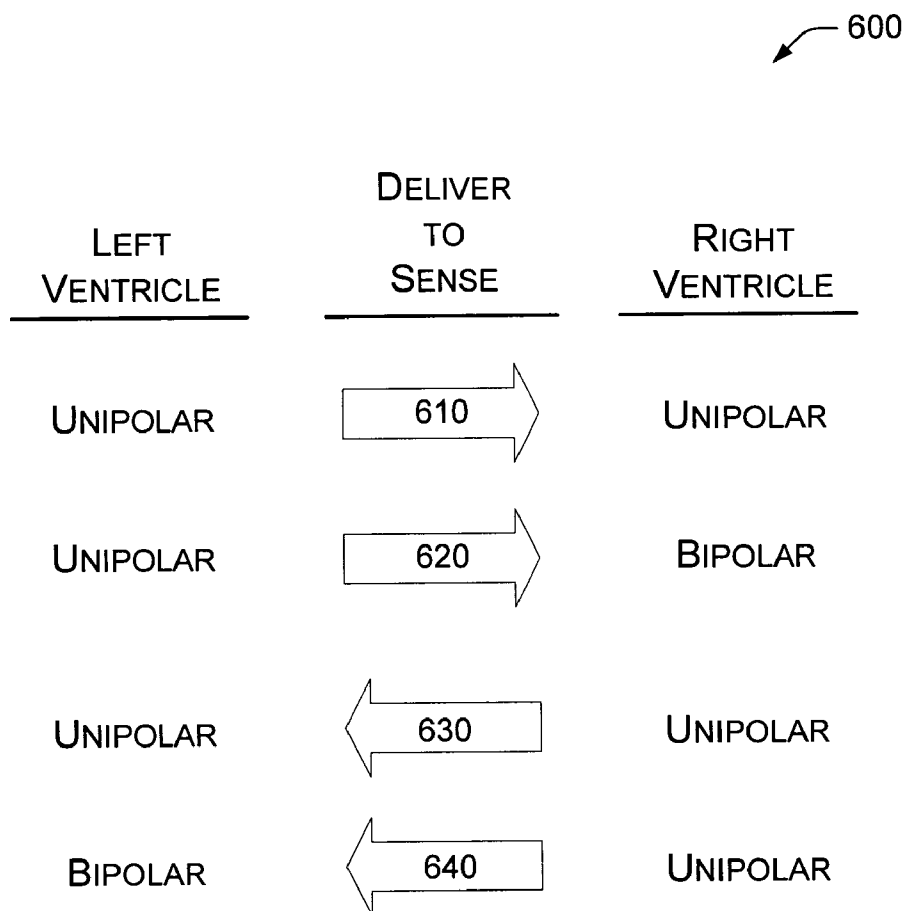 600
DELIVER
TO
SENSE
LEFT
VENTRICLE
RIGHT
VENTRICLE
UNIPOLAR 610 UNIPOLAR
UNIPOLAR 620 BIPOLAR
UNIPOLAR 630 UNIPOLAR
BIPOLAR 640 UNIPOLAR